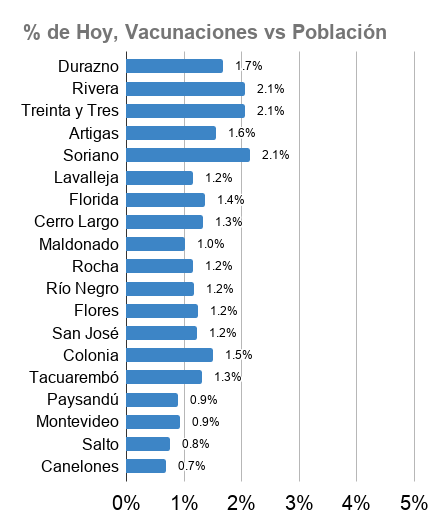 % de Hoy, Vacunaciones vs Población
Durazno 1.7%
Rivera 2.1%
Treinta y Tres 2.1%
Artigas 1.6%
Soriano 2.1%
Lavalleja 1.2%
Florida 1.4%
Cerro Largo 1.3%
Maldonado 1.0%
Rocha 1.2%
Río Negro 1.2%
Flores 1.2%
San José 1.2%
Colonia 1.5%
Tacuarembó 1.3%
Paysandú 0.9%
Montevideo 0.9%
Salto 0.8%
Canelones 0.7%
0% 1% 2% 3% 4% 5%